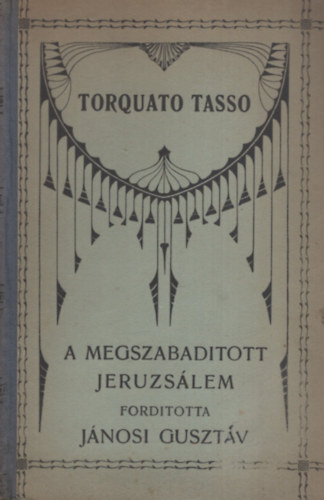 TORQUATO TASSO
A MEGSZABADITOTT
JERUZSÁLEM
FORDITOTTA
JÁNOSI GUSZTÁV